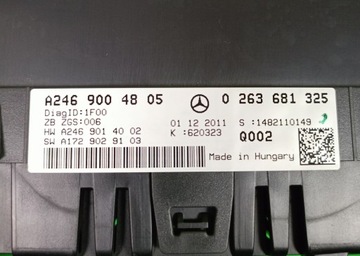 A246 900 48 05 0 263 681 325
DiagID:1F00
ZB ZGS:006 01 12 2011 S :1482110149
HW A246 901 40 02 K :620323 Q002
SW A172 902 91 03 Made in Hungary